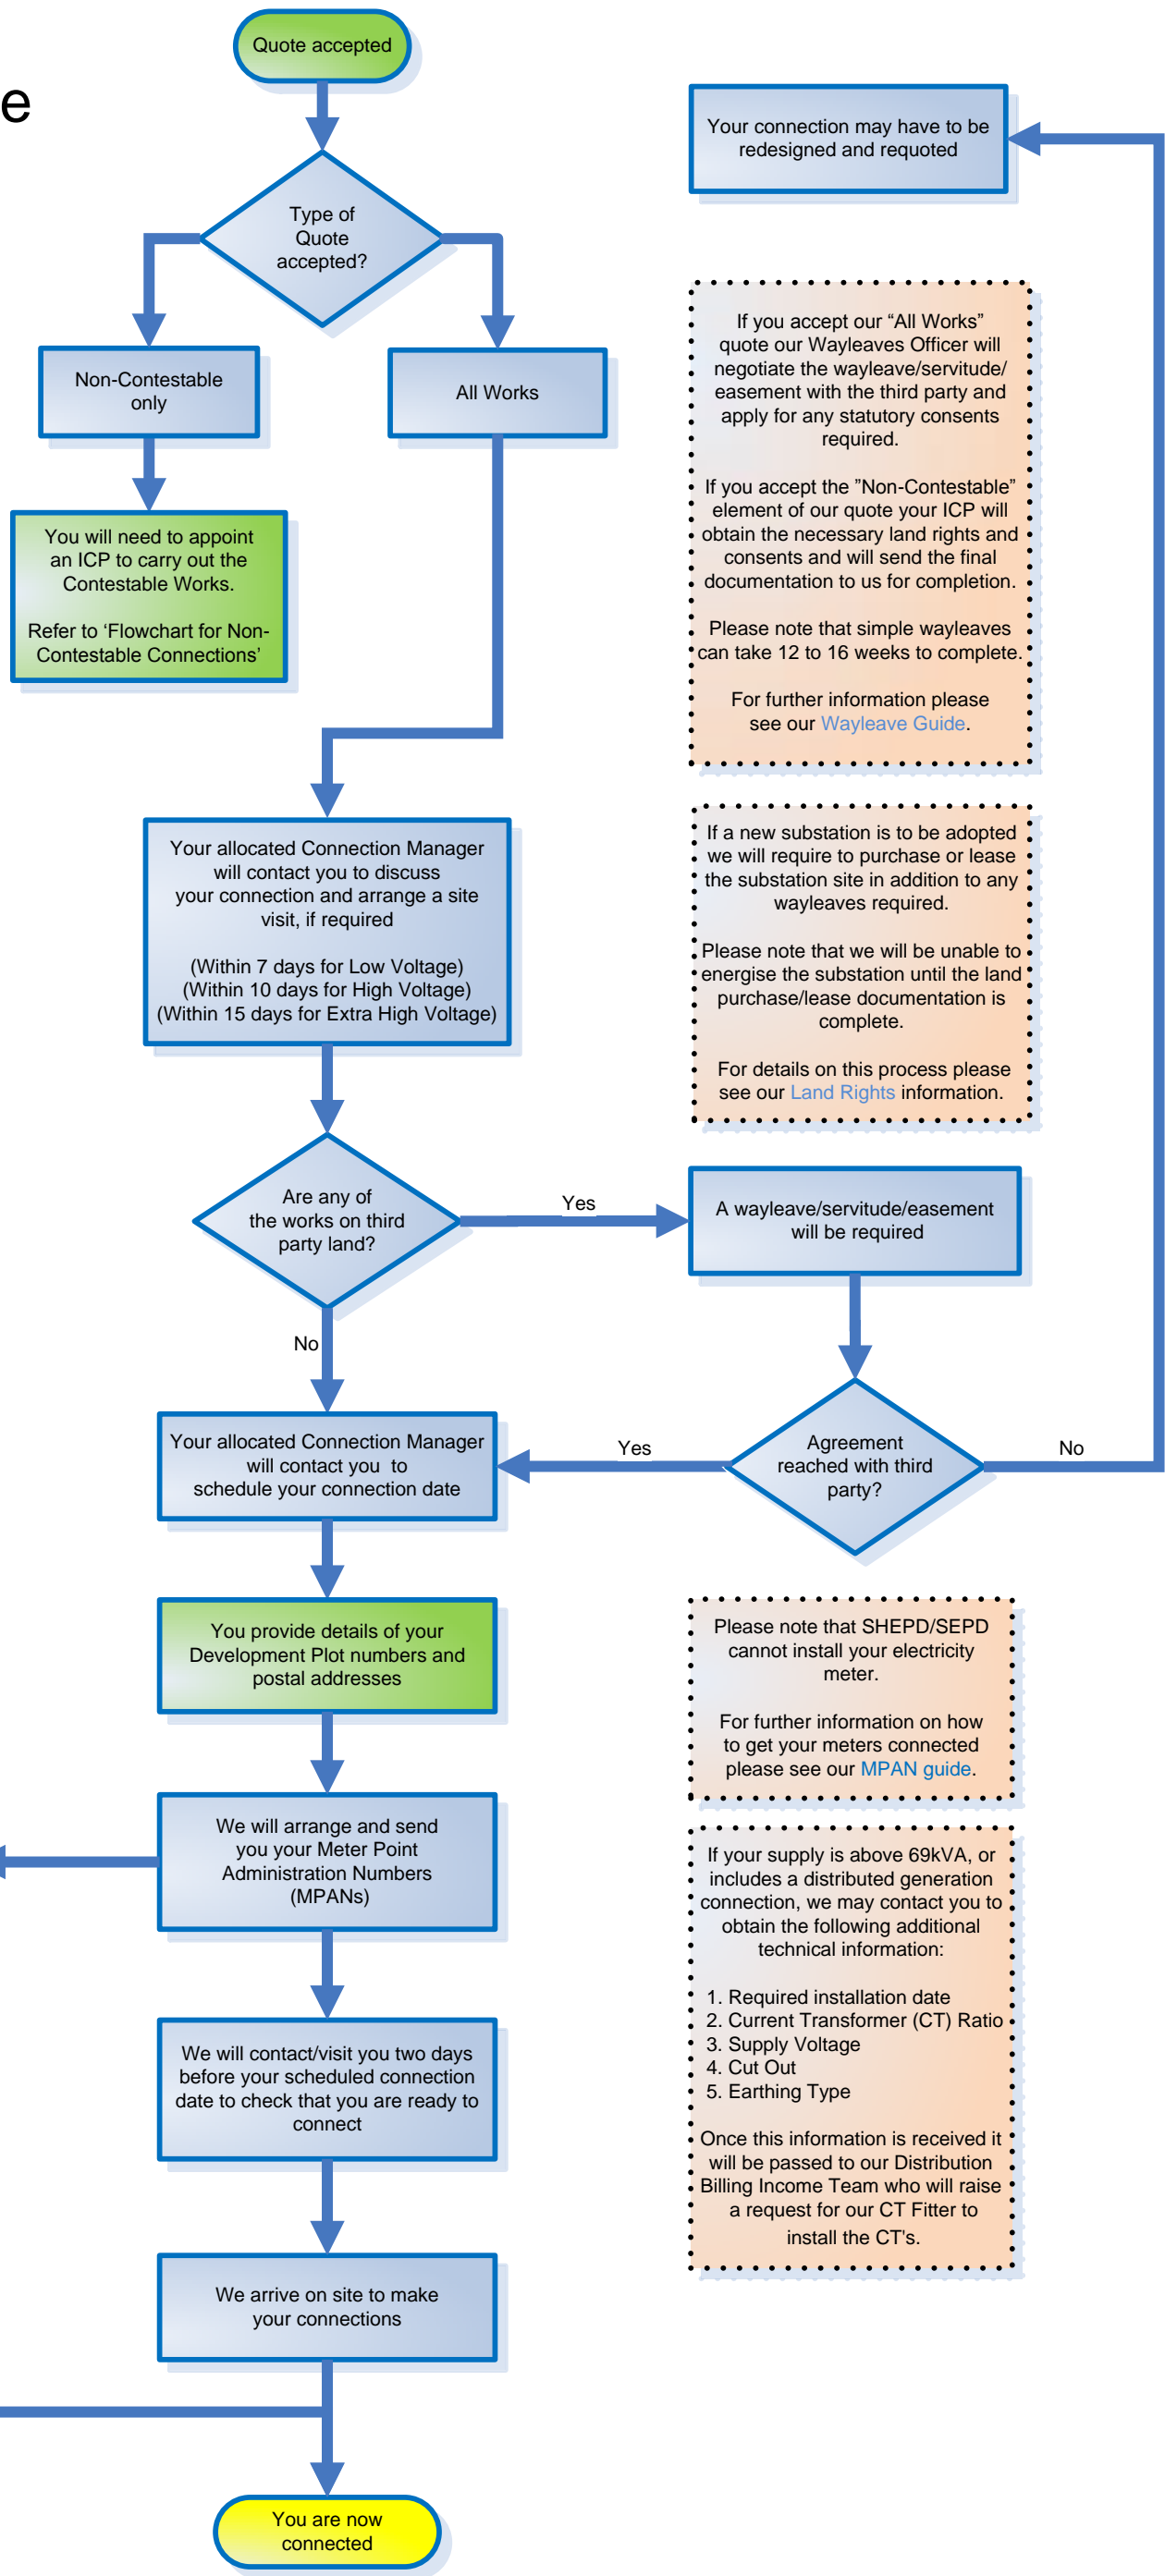 Quote accepted
e
Your connection may have to be
redesigned and requoted
Type of
Quote
accepted?
Non-Contestable
only
All Works
You will need to appoint
an ICP to carry out the
Contestable Works.
Refer to ‘Flowchart for Non-
Contestable Connections’
If you accept our “All Works”
quote our Wayleaves Officer will
negotiate the wayleave/servitude/
easement with the third party and
apply for any statutory consents
required.
If you accept the ”Non-Contestable”
element of our quote your ICP will
obtain the necessary land rights and
consents and will send the final
documentation to us for completion.
Please note that simple wayleaves
can take 12 to 16 weeks to complete.
For further information please
see our Wayleave Guide.
Your allocated Connection Manager
will contact you to discuss
your connection and arrange a site
visit, if required
(Within 7 days for Low Voltage)
(Within 10 days for High Voltage)
(Within 15 days for Extra High Voltage)
If a new substation is to be adopted
we will require to purchase or lease
the substation site in addition to any
wayleaves required.
Please note that we will be unable to
energise the substation until the land
purchase/lease documentation is
complete.
For details on this process please
see our Land Rights information.
Are any of
the works on third
party land?
Yes
A wayleave/servitude/easement
will be required
No
Your allocated Connection Manager
will contact you to
schedule your connection date
Yes
Agreement
reached with third
party?
No
You provide details of your
Development Plot numbers and
postal addresses
Please note that SHEPD/SEPD
cannot install your electricity
meter.
For further information on how
to get your meters connected
please see our MPAN guide.
We will arrange and send
you your Meter Point
Administration Numbers
(MPANs)
If your supply is above 69kVA, or
includes a distributed generation
connection, we may contact you to
obtain the following additional
technical information:
1. Required installation date
2. Current Transformer (CT) Ratio
3. Supply Voltage
4. Cut Out
5. Earthing Type
Once this information is received it
will be passed to our Distribution
Billing Income Team who will raise
a request for our CT Fitter to
install the CT's.
We will contact/visit you two days
before your scheduled connection
date to check that you are ready to
connect
We arrive on site to make
your connections
You are now
connected